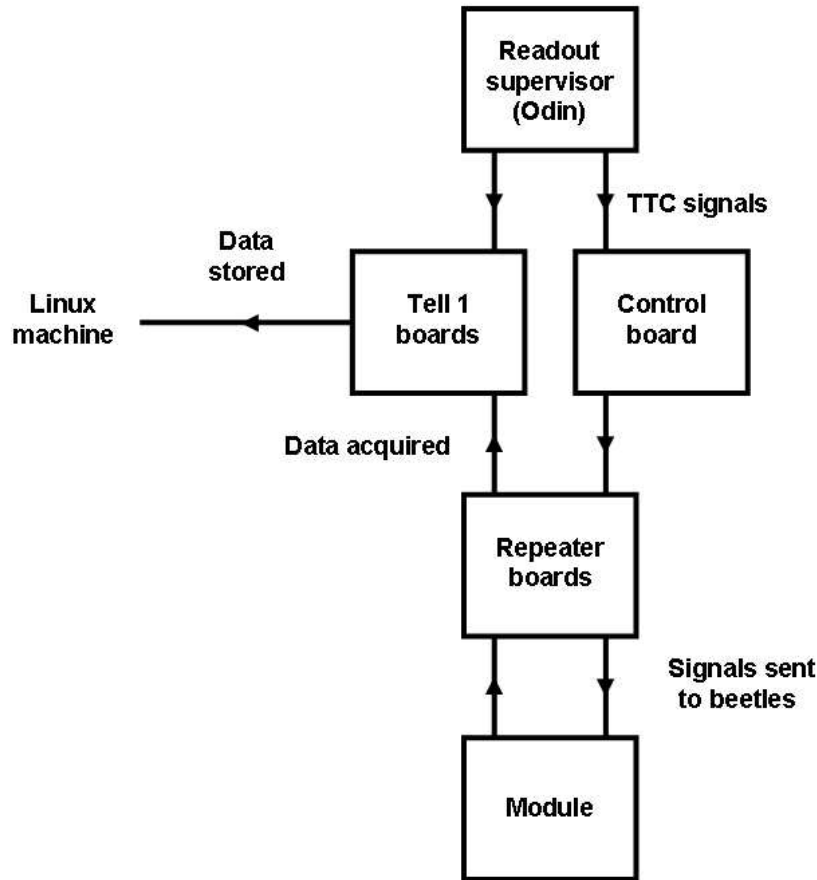 Readout
supervisor
(Odin)
TTC signals
Data
stored
Linux
machine
Tell 1
boards
Control
board
Data acquired
Repeater
boards
Signals sent
to beetles
Module